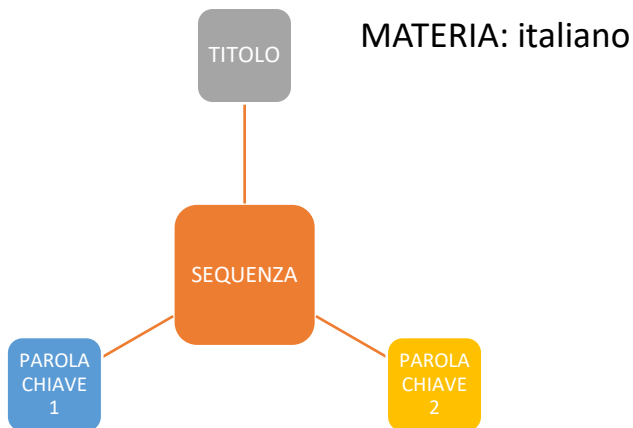 TITOLO
MATERIA: italiano
SEQUENZA
PAROLA
CHIAVE
1
PAROLA
CHIAVE
2